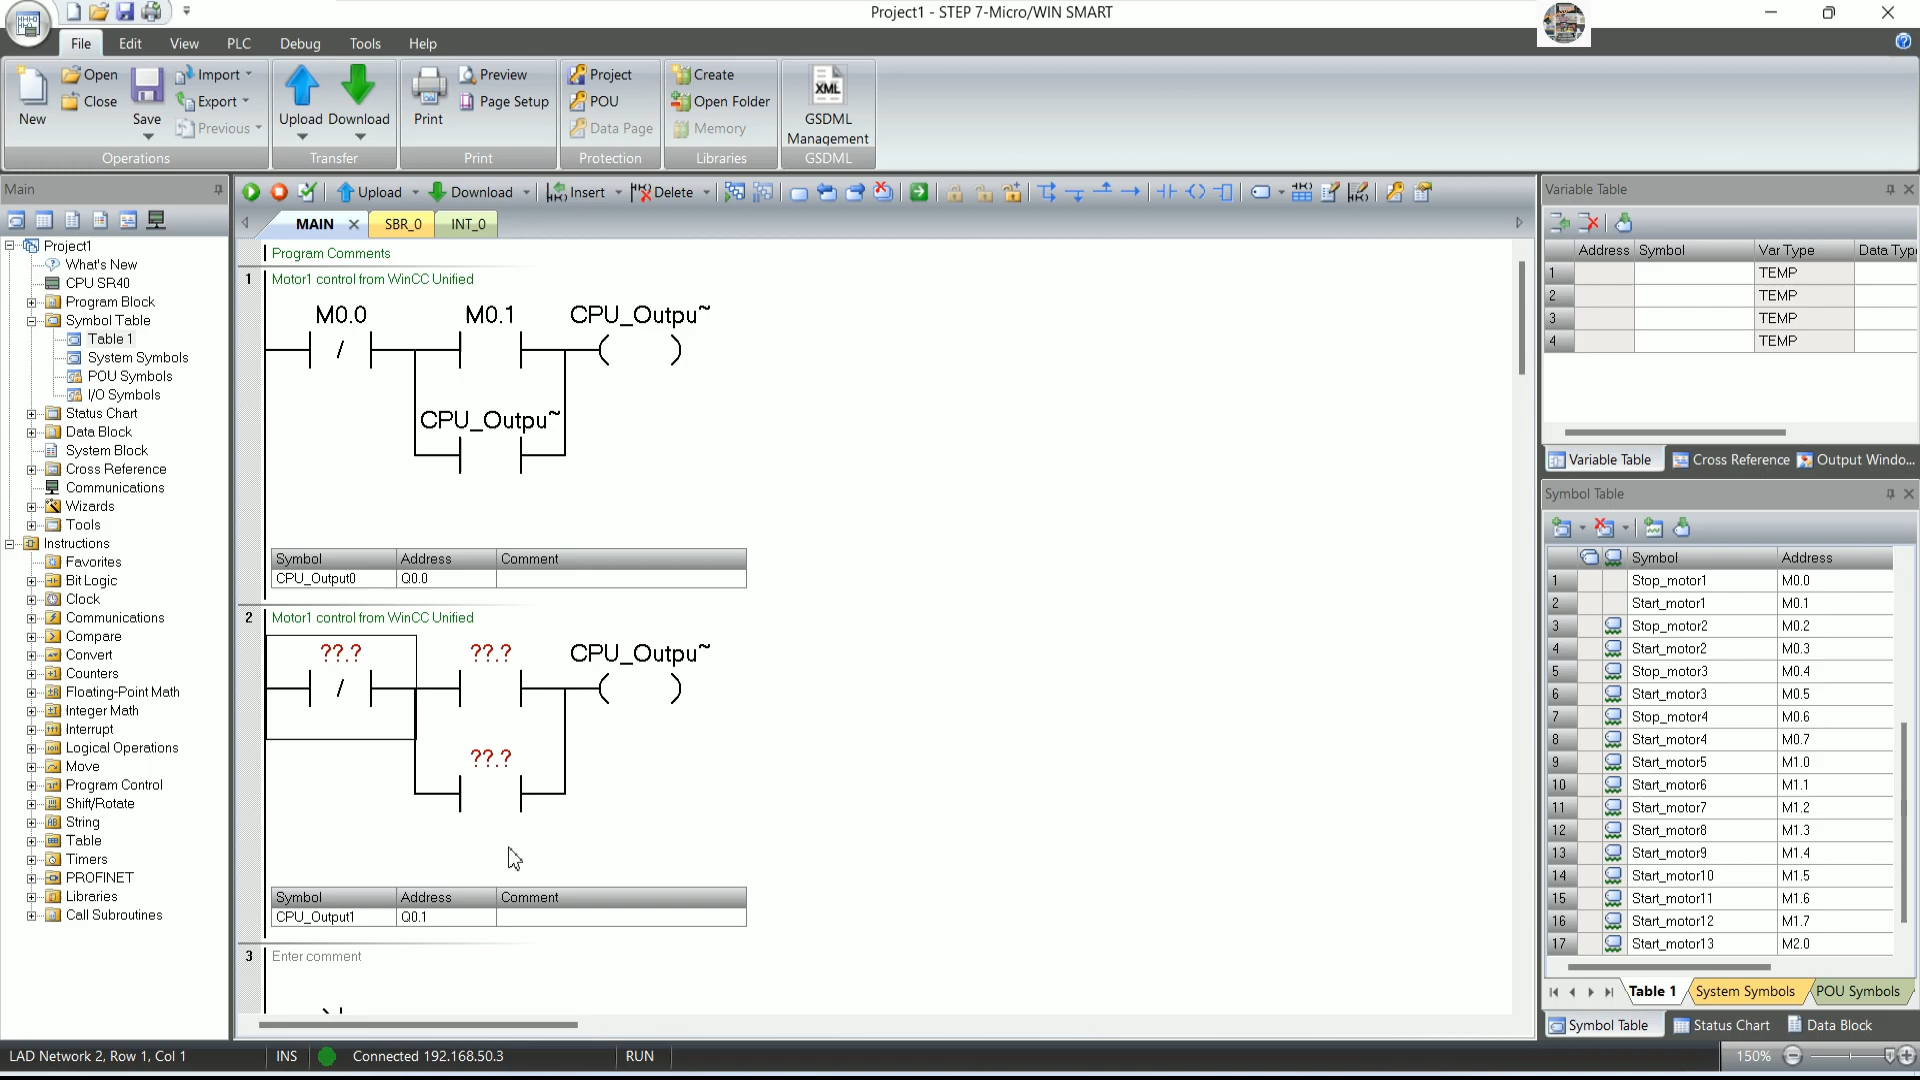 Project1 - STEP 7-Micro/WIN SMART
File Edit View PLC Debug Tools Help
New
Open
Close
Save
Import
Export
Previous
Operations
Upload
Download
Transfer
Print
Preview
Page Setup
Print
Project
POU
Data Page
Protection
Create
Open Folder
Memory
Libraries
XML
GSDML
Management
GSDML
Main
Project1
What's New
CPU SR40
Program Block
Symbol Table
Table 1
System Symbols
POU Symbols
I/O Symbols
Status Chart
Data Block
System Block
Cross Reference
Communications
Wizards
Tools
Instructions
Favorites
Bit Logic
Clock
Communications
Compare
Convert
Counters
Floating-Point Math
Integer Math
Interrupt
Logical Operations
Move
Program Control
Shift/Rotate
String
Table
Timers
PROFINET
Libraries
Call Subroutines
Upload Download Insert Delete
MAIN SBR_0 INT_0
Program Comments
1 Motor1 control from WinCC Unified
M0.0 M0.1 CPU_Outpu~
/
CPU_Outpu~
Symbol Address Comment
CPU_Output0 Q0.0
2 Motor1 control from WinCC Unified
??.? ??.? CPU_Outpu~
/
??.?
Symbol Address Comment
CPU_Output1 Q0.1
3 Enter comment
Variable Table
Address Symbol Var Type Data Typ
1 TEMP
2 TEMP
3 TEMP
4 TEMP
Variable Table Cross Reference Output Windo...
Symbol Table
Symbol Address
1 Stop_motor1 M0.0
2 Start_motor1 M0.1
3 Stop_motor2 M0.2
4 Start_motor2 M0.3
5 Stop_motor3 M0.4
6 Start_motor3 M0.5
7 Stop_motor4 M0.6
8 Start_motor4 M0.7
9 Start_motor5 M1.0
10 Start_motor6 M1.1
11 Start_motor7 M1.2
12 Start_motor8 M1.3
13 Start_motor9 M1.4
14 Start_motor10 M1.5
15 Start_motor11 M1.6
16 Start_motor12 M1.7
17 Start_motor13 M2.0
Table 1 System Symbols POU Symbols
Symbol Table Status Chart Data Block
LAD Network 2, Row 1, Col 1 INS Connected 192.168.50.3 RUN 150%